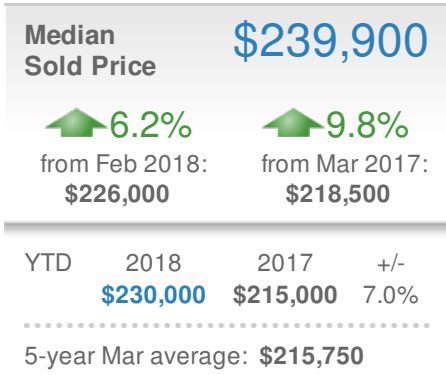 Median $239,900
Sold Price
6.2% 9.8%
from Feb 2018: from Mar 2017:
$226,000 $218,500
YTD 2018 2017 +/-
$230,000 $215,000 7.0%
5-year Mar average: $215,750